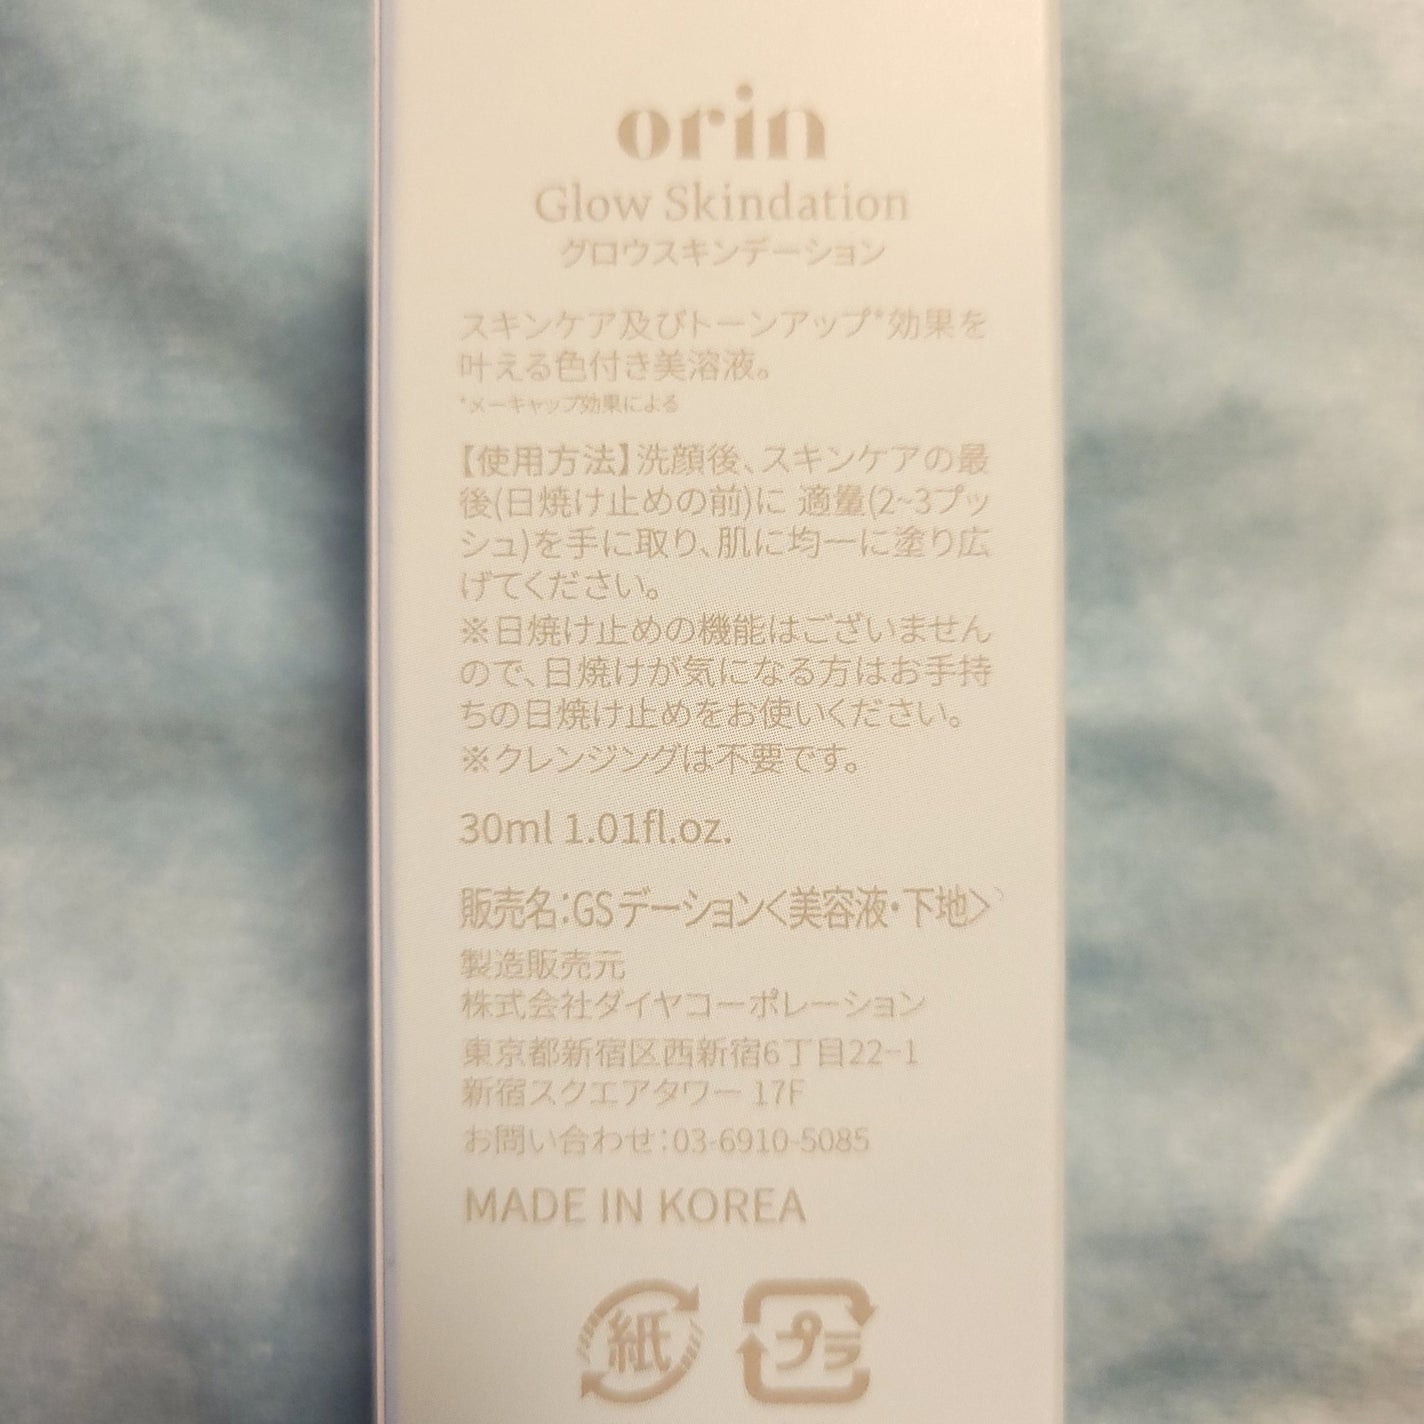 orin
Glow Skindation
グロウスキンデーション
スキンケア及びトーンアップ*効果を
叶える色付き美溶液。
*メーキャップ効果による
【使用方法】洗顔後、スキンケアの最
後(日焼け止めの前)に 適量(2~3プッ
シュ)を手に取り、肌に均一に塗り広
げてください。
※日焼け止めの機能はございません
ので、日焼けが気になる方はお手持
ちの日焼け止めをお使いください。
※クレンジングは不要です。
30ml 1.01fl.oz.
販売名:GSデーション<美容液・下地>
製造販売元
株式会社ダイヤコーポレーション
東京都新宿区西新宿6丁目22-1
新宿スクエアタワー 17F
お問い合わせ:03-6910-5085
MADE IN KOREA
紙 プラ